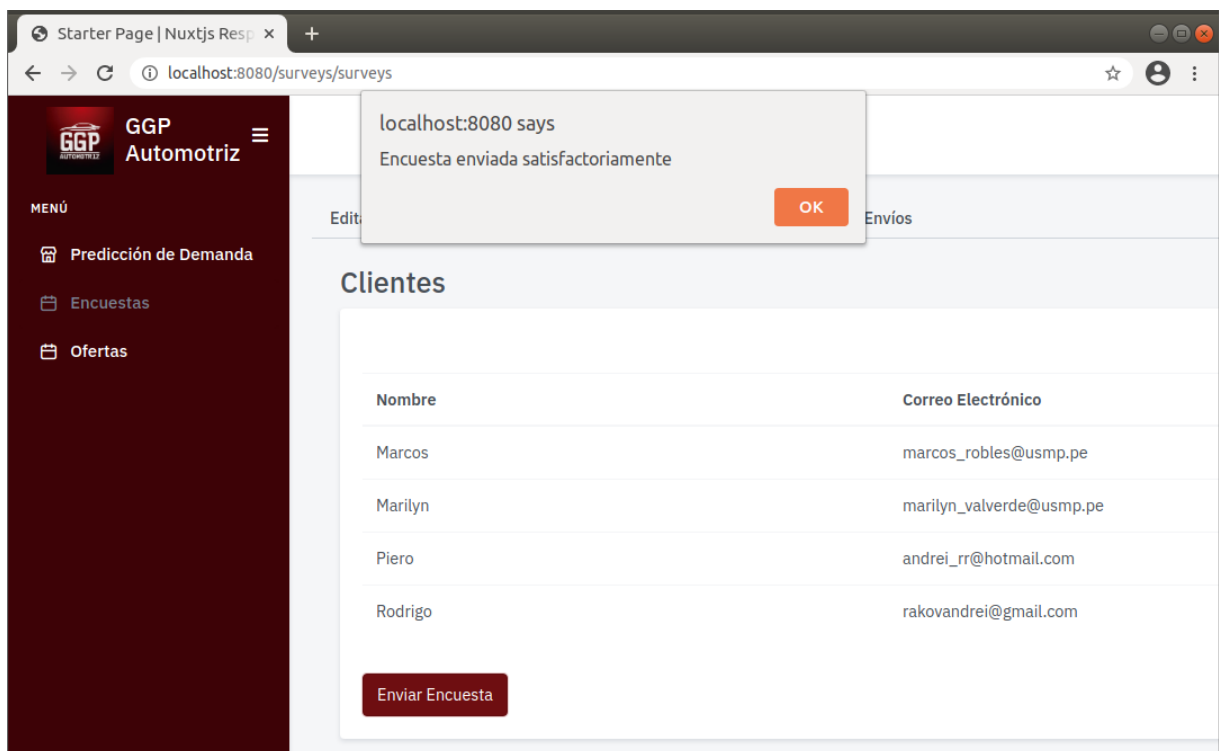 Starter Page | Nuxtjs Resp
localhost:8080/surveys/surveys
GGP
AUTOMOTRIZ
GGP
Automotriz
localhost:8080 says
Encuesta enviada satisfactoriamente
OK
MENÚ
Predicción de Demanda
Encuestas
Ofertas
Edita
Envíos
Clientes
Nombre Correo Electrónico
Marcos marcos_robles@usmp.pe
Marilyn marilyn_valverde@usmp.pe
Piero andrei_rr@hotmail.com
Rodrigo rakovandrei@gmail.com
Enviar Encuesta